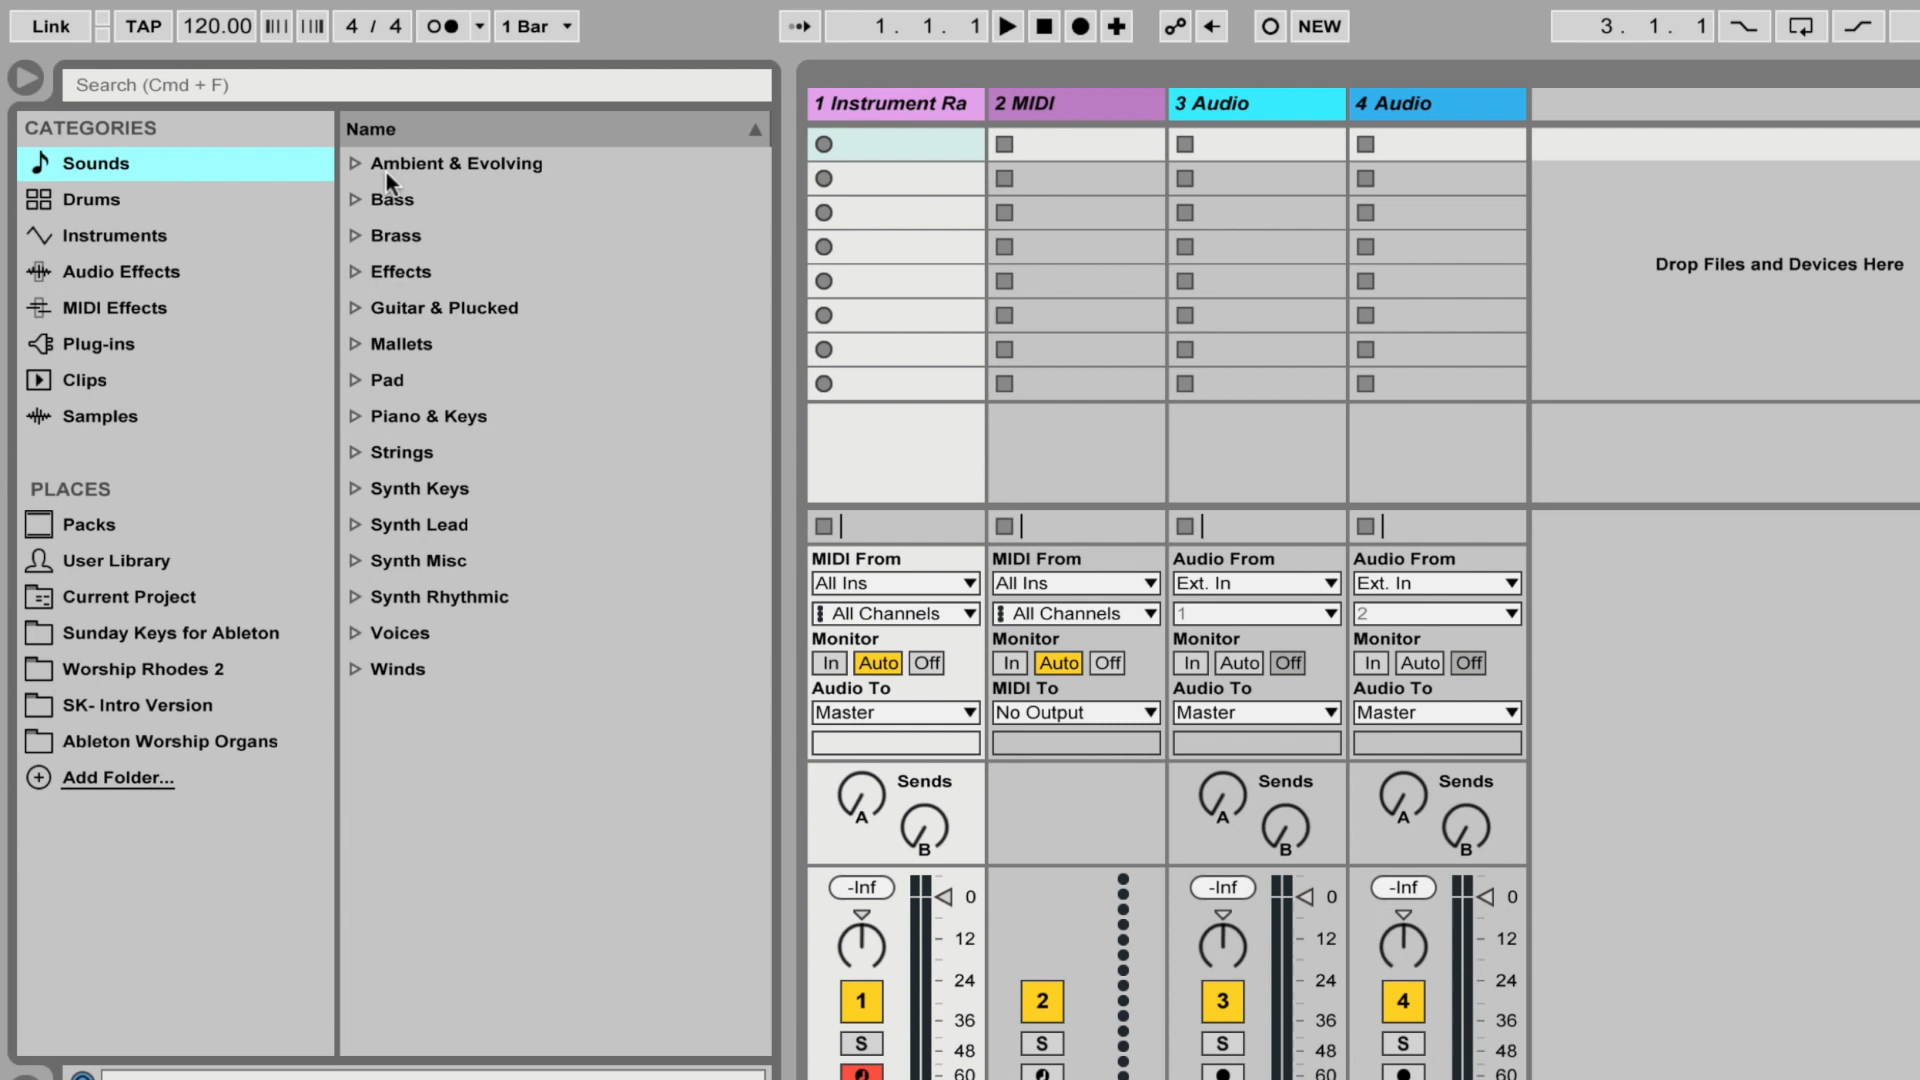 Link TAP 120.00 4 / 4 1 Bar 1. 1. 1 NEW 3. 1. 1
Search (Cmd + F)
CATEGORIES
Sounds
Drums
Instruments
Audio Effects
MIDI Effects
Plug-ins
Clips
Samples
PLACES
Packs
User Library
Current Project
Sunday Keys for Ableton
Worship Rhodes 2
SK- Intro Version
Ableton Worship Organs
Add Folder...
Name
Ambient & Evolving
Bass
Brass
Effects
Guitar & Plucked
Mallets
Pad
Piano & Keys
Strings
Synth Keys
Synth Lead
Synth Misc
Synth Rhythmic
Voices
Winds
1 Instrument Ra 2 MIDI 3 Audio 4 Audio
Drop Files and Devices Here
MIDI From MIDI From Audio From Audio From
All Ins All Ins Ext. In Ext. In
All Channels All Channels 1 2
Monitor Monitor Monitor Monitor
In Auto Off In Auto Off In Auto Off In Auto Off
Audio To MIDI To Audio To Audio To
Master No Output Master Master
Sends Sends Sends
A A A
B B B
-Inf 0 -Inf 0 -Inf 0
12 12 12
24 24 24
1 2 3 4
36 36 36
S S S S
48 48 48
60 60 60